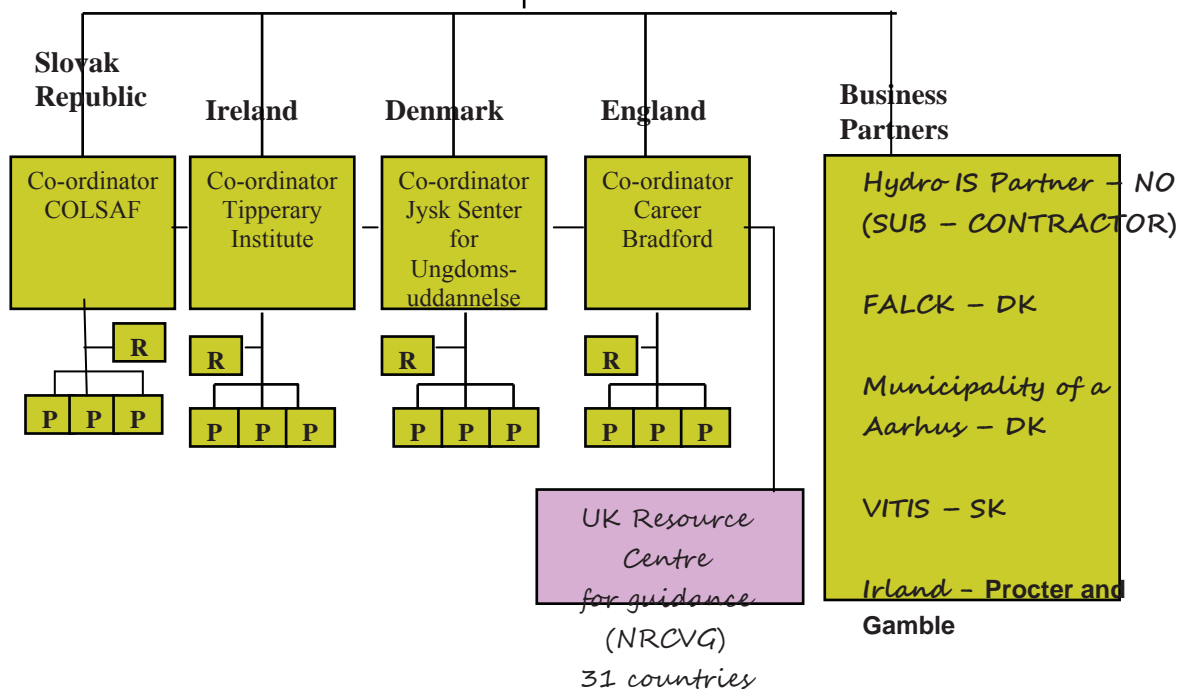 Slovak
Republic
Ireland
Denmark
England
Business
Partners
Co-ordinator
COLSAF
Co-ordinator
Tipperary
Institute
Co-ordinator
Jysk Senter
for
Ungdoms-
uddannelse
Co-ordinator
Career
Bradford
Hydro IS Partner – NO
(SUB – CONTRACTOR)
FALCK – DK
Municipality of a
Aarhus – DK
VITIS – SK
Irland - Procter and
Gamble
R
R
R
R
P P P
P P P
P P P
P P P
UK Resource
Centre
for guidance
(NRCVG)
31 countries